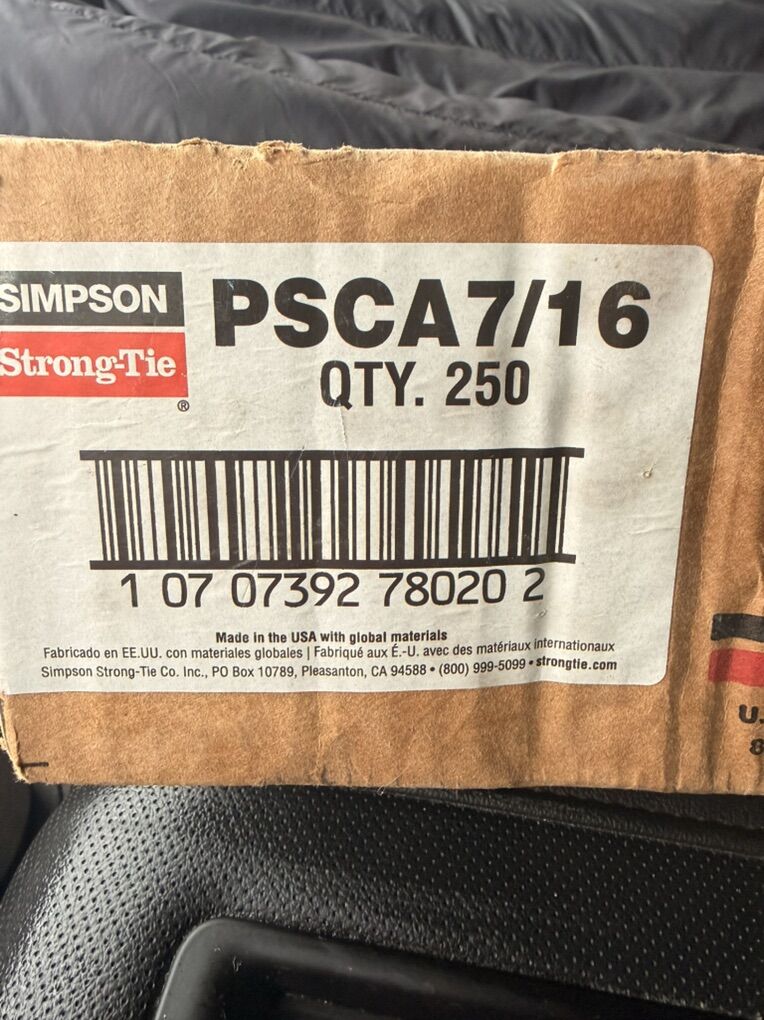 SIMPSON
Strong-Tie
®
PSCA7/16
QTY. 250
1 07 07392 78020 2
Made in the USA with global materials
Fabricado en EE.UU. con materiales globales | Fabriqué aux É.-U. avec des matériaux internationaux
Simpson Strong-Tie Co. Inc., PO Box 10789, Pleasanton, CA 94588 • (800) 999-5099 • strongtie.com
U.
8